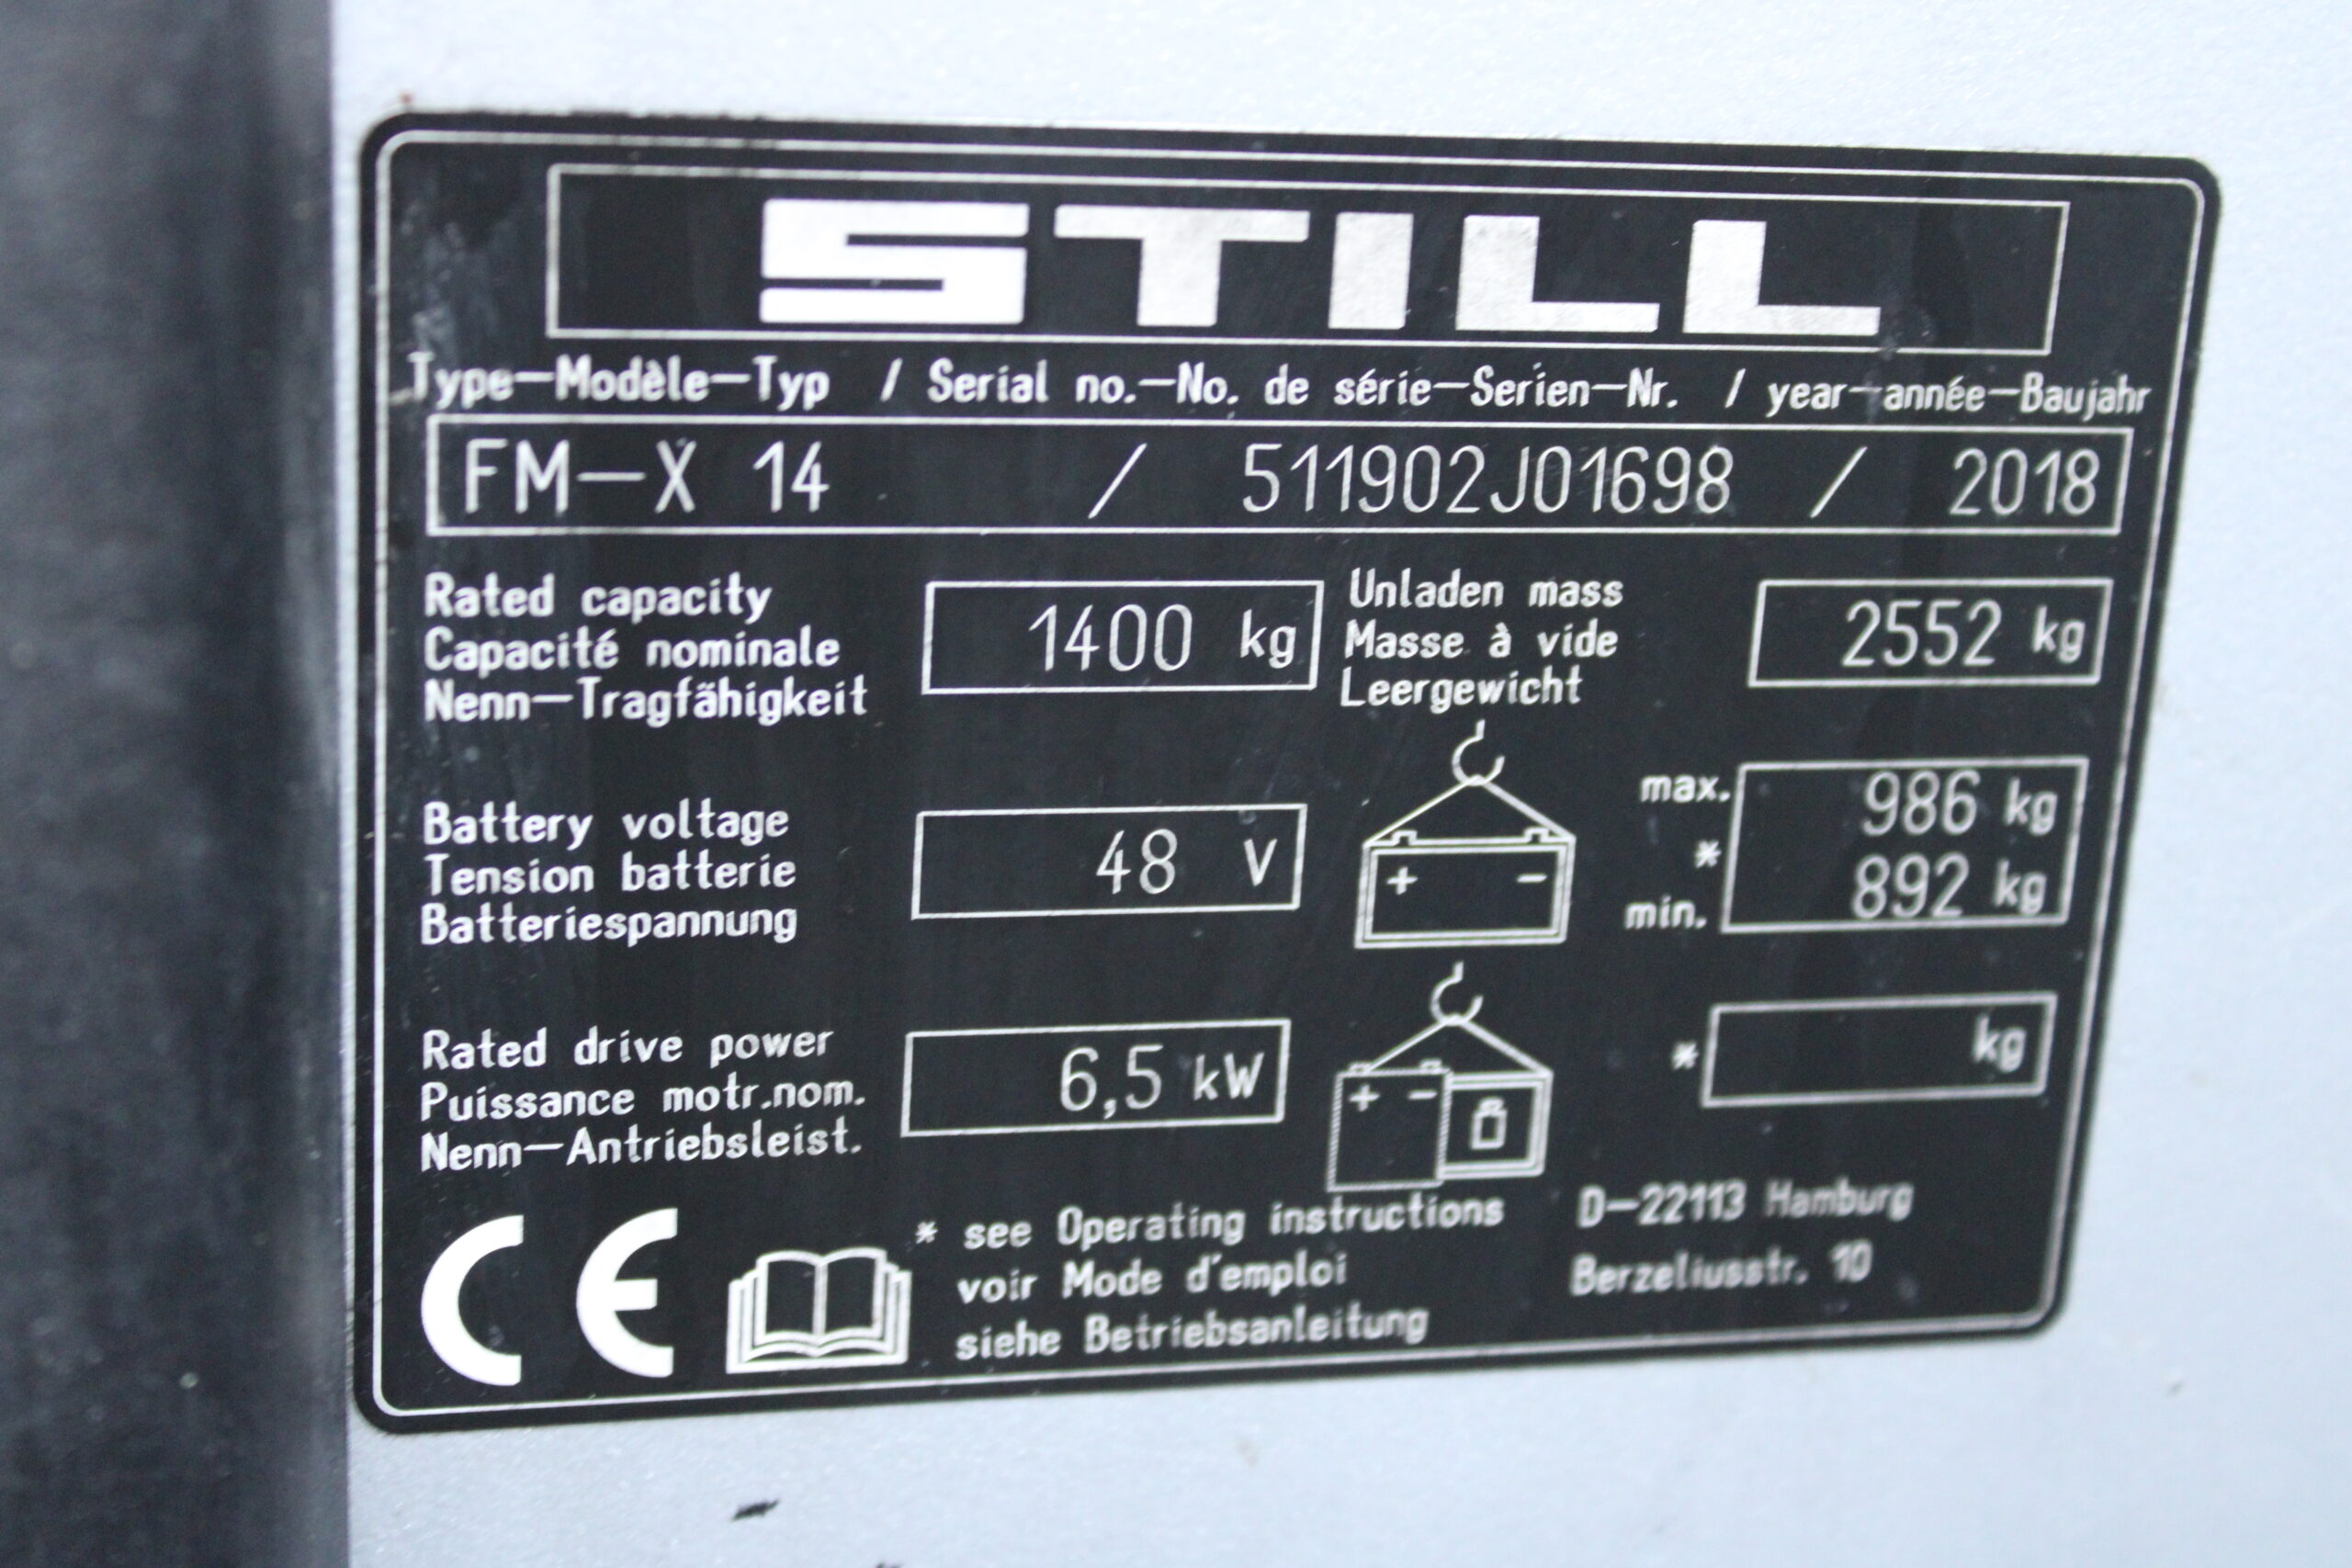 STILL
Type–Modèle–Typ / Serial no.–No. de série–Serien–Nr. / year–année–Baujahr
FM–X 14 / 511902J01698 / 2018
Rated capacity
Capacité nominale
Nenn–Tragfähigkeit
1400 kg
Unladen mass
Masse à vide
Leergewicht
2552 kg
Battery voltage
Tension batterie
Batteriespannung
48 V
+ –
max.
*
min.
986 kg
892 kg
Rated drive power
Puissance motr.nom.
Nenn–Antriebsleist.
6,5 kW
+ –
* kg
CE
* see Operating instructions
voir Mode d'emploi
siehe Betriebsanleitung
D–22113 Hamburg
Berzeliusstr. 10